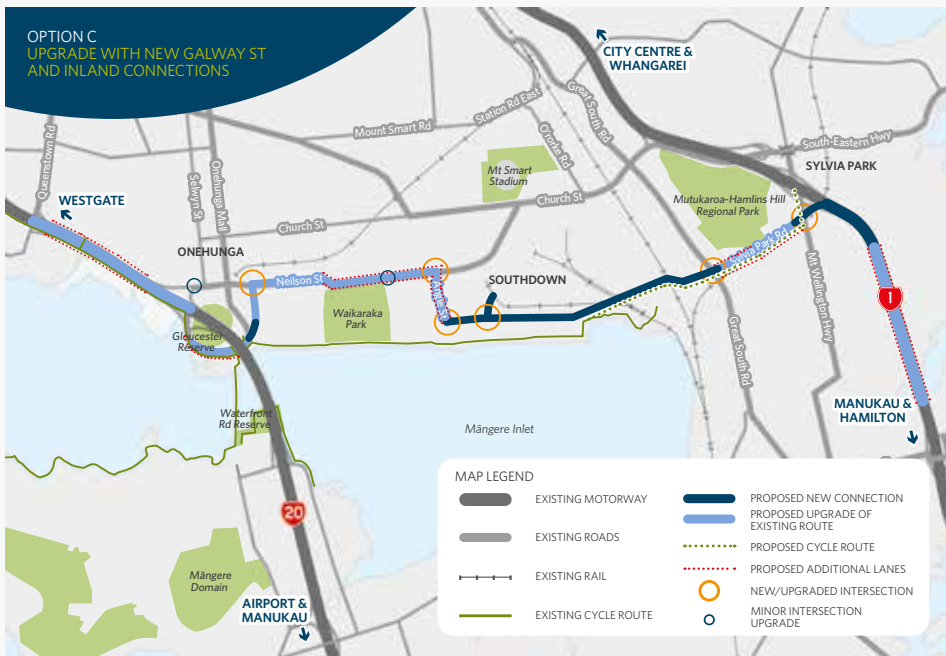 OPTION C
UPGRADE WITH NEW GALWAY ST
AND INLAND CONNECTIONS
CITY CENTRE &
WHANGAREI
Queenstown Rd
Selwyn St
Onehunga Mall
Mount Smart Rd
Station Rd East
O'rorke Rd
Great South Rd
South-Eastern Hwy
SYLVIA PARK
Mt Smart
Stadium
Mutukaroa-Hamlins Hill
Regional Park
WESTGATE
Church St
Church St
ONEHUNGA
Neilson St
Angle St
SOUTHDOWN
Sylvia Park Rd
Mt Wellington Hwy
Waikaraka
Park
Gloucester
Reserve
Great South Rd
1
MANUKAU &
HAMILTON
Waterfront
Rd Reserve
Māngere Inlet
20
Māngere
Domain
AIRPORT &
MANUKAU
MAP LEGEND
EXISTING MOTORWAY
EXISTING ROADS
EXISTING RAIL
EXISTING CYCLE ROUTE
PROPOSED NEW CONNECTION
PROPOSED UPGRADE OF
EXISTING ROUTE
PROPOSED CYCLE ROUTE
PROPOSED ADDITIONAL LANES
NEW/UPGRADED INTERSECTION
MINOR INTERSECTION
UPGRADE